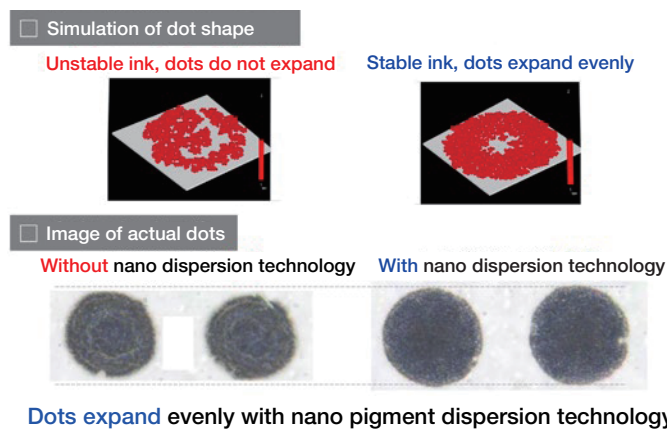 Simulation of dot shape
Unstable ink, dots do not expand
Stable ink, dots expand evenly
Image of actual dots
Without nano dispersion technology
With nano dispersion technology
Dots expand evenly with nano pigment dispersion technology